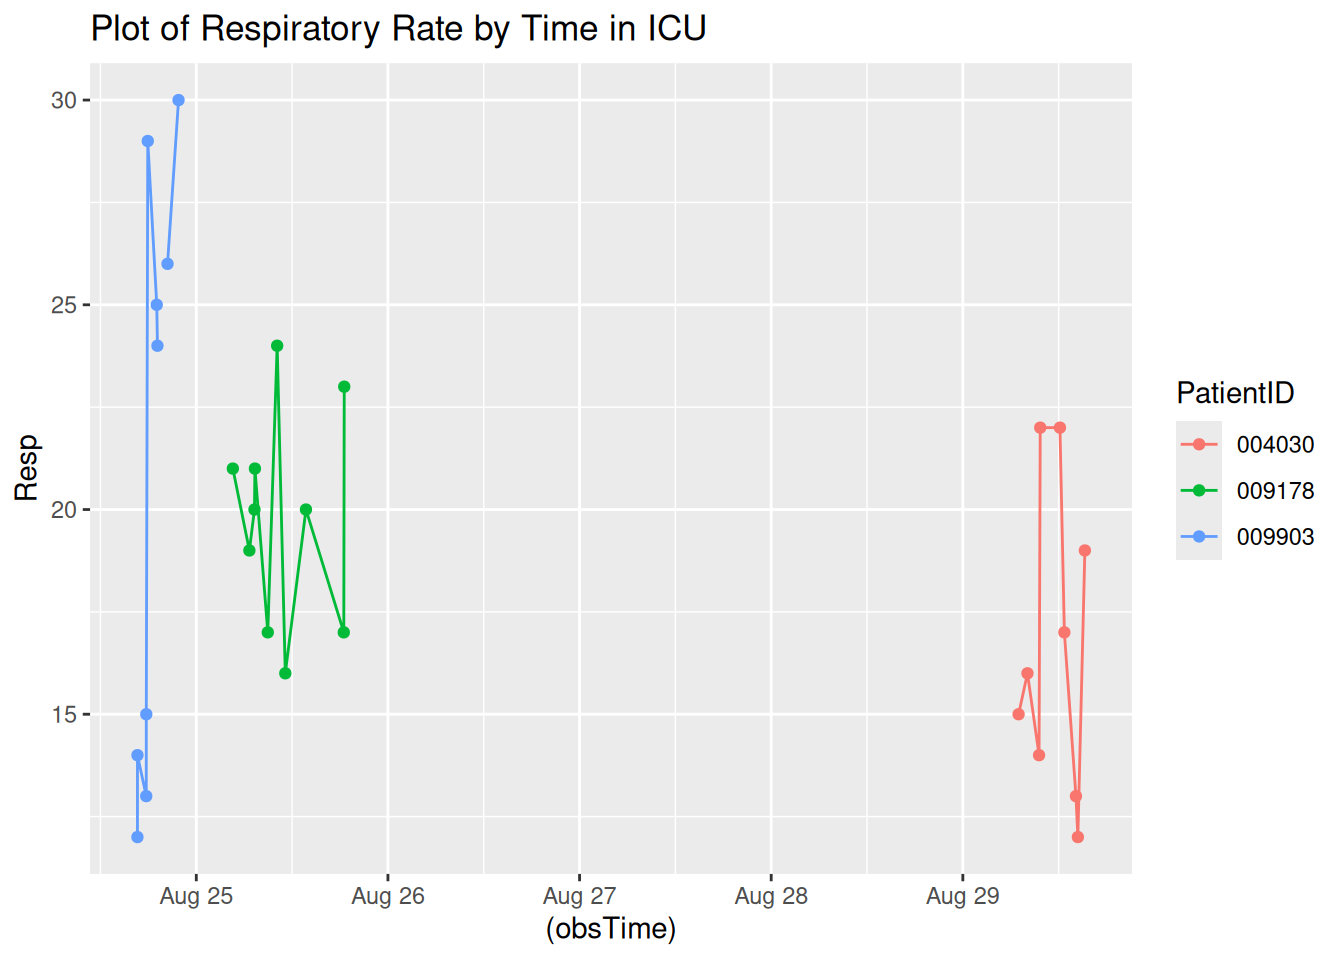 Plot of Respiratory Rate by Time in ICU
30
25
20
15
Resp
Aug 25 Aug 26 Aug 27 Aug 28 Aug 29
(obsTime)
PatientID
004030
009178
009903